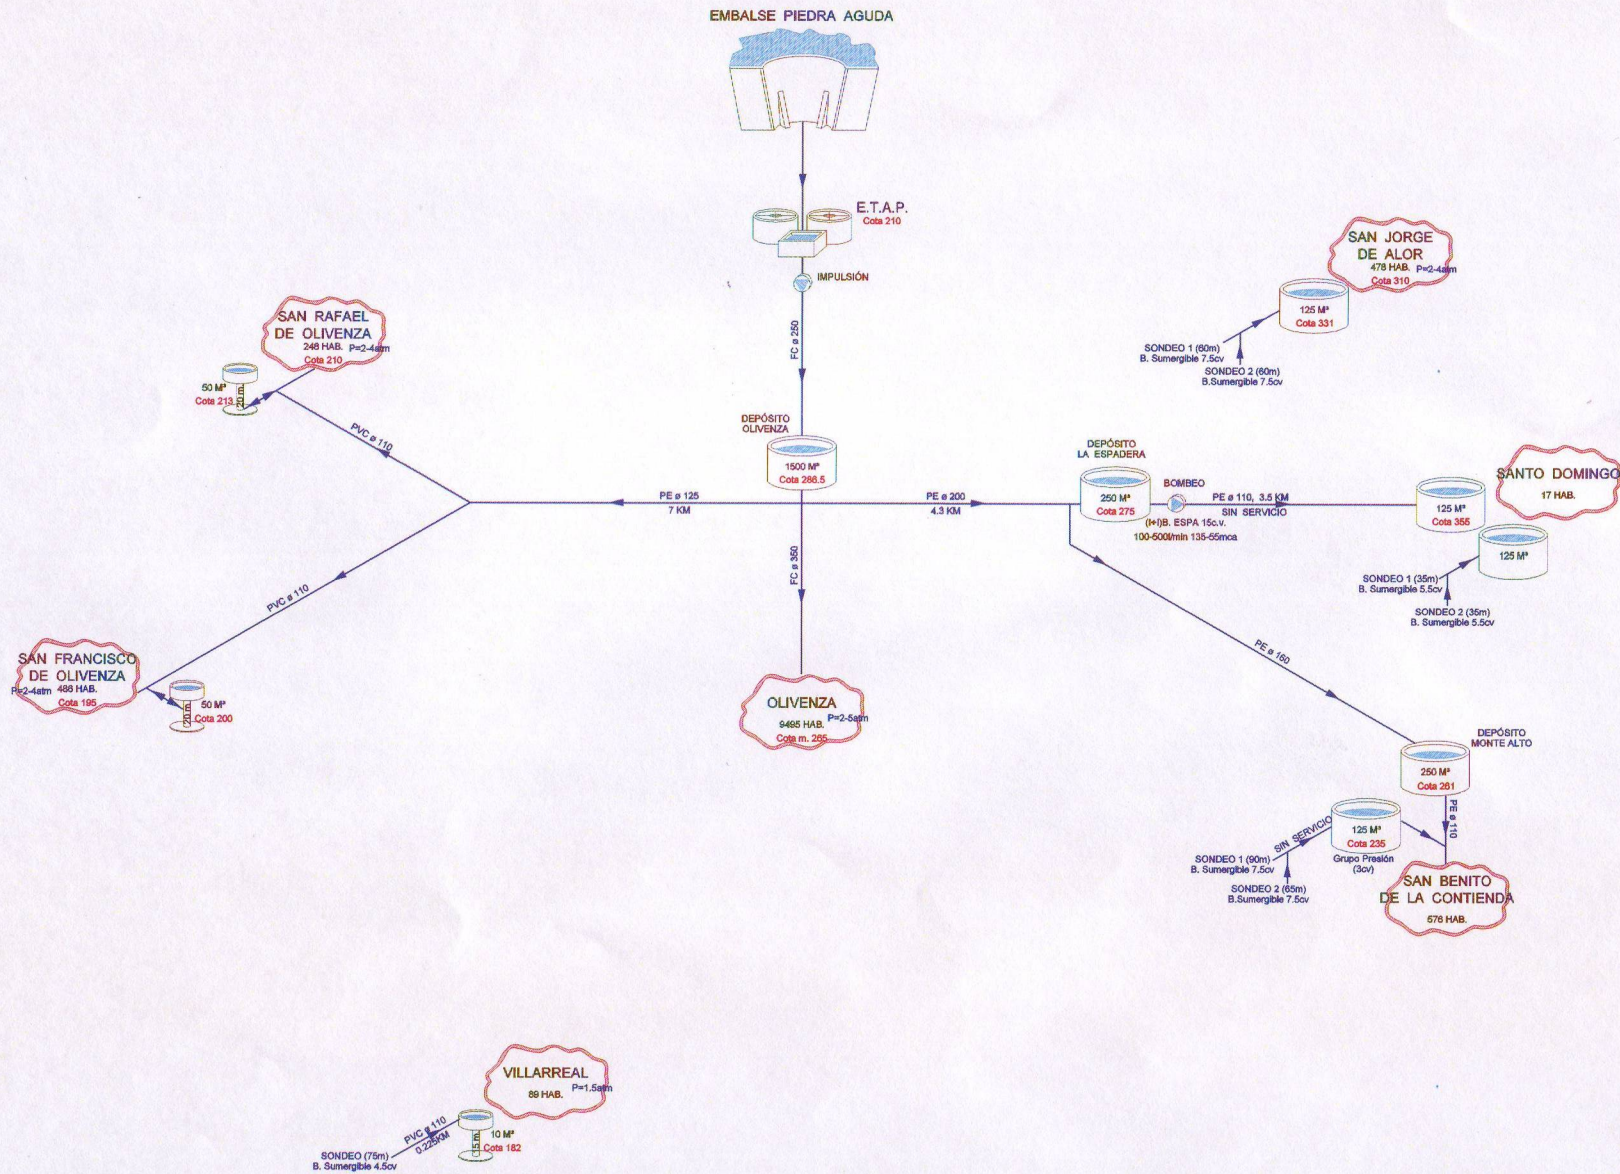 EMBALSE PIEDRA AGUDA
E.T.A.P.
Cota 210
IMPULSIÓN
FC ø 250
SAN JORGE
DE ALOR
478 HAB. P=2-4atm
Cota 310
125 M³
Cota 331
SONDEO 1 (60m)
B. Sumergible 7.5cv
SONDEO 2 (60m)
B.Sumergible 7.5cv
SAN RAFAEL
DE OLIVENZA
248 HAB. P=2-4atm
Cota 210
50 M³
Cota 213
20 m.
PVC ø 110
DEPÓSITO
OLIVENZA
1500 M³
Cota 286.5
PE ø 125
7 KM
PE ø 200
4.3 KM
DEPÓSITO
LA ESPADERA
250 M³
Cota 275
BOMBEO
(I+I)B. ESPA 15c.v.
100-500l/min 135-55mca
PE ø 110, 3.5 KM
SIN SERVICIO
SANTO DOMINGO
17 HAB.
125 M³
Cota 355
125 M³
SONDEO 1 (35m)
B. Sumergible 5.5cv
SONDEO 2 (35m)
B. Sumergible 5.5cv
FC ø 350
PVC ø 110
SAN FRANCISCO
DE OLIVENZA
P=2-4atm 486 HAB.
Cota 195
50 M³
Cota 200
20 m.
OLIVENZA
9495 HAB. P=2-5atm
Cota m. 265
PE ø 160
DEPÓSITO
MONTE ALTO
250 M³
Cota 261
PE ø 110
125 M³
Cota 235
Grupo Presión
(3cv)
SIN SERVICIO
SONDEO 1 (90m)
B. Sumergible 7.5cv
SONDEO 2 (65m)
B.Sumergible 7.5cv
SAN BENITO
DE LA CONTIENDA
576 HAB.
VILLARREAL
89 HAB. P=1.5atm
PVC ø 110
0.225KM
10 M³
Cota 182
15 m.
SONDEO (75m)
B. Sumergible 4.5cv